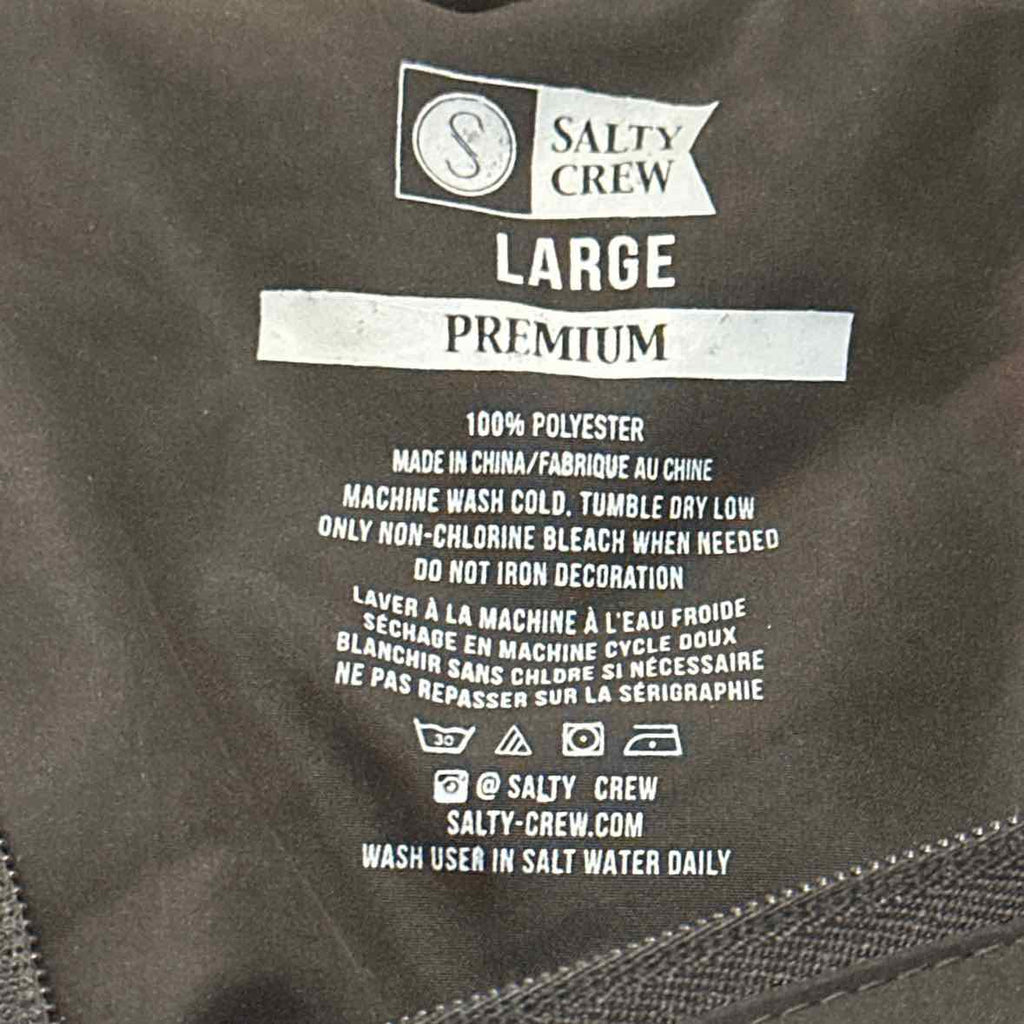 S
SALTY
CREW
LARGE
PREMIUM
100% POLYESTER
MADE IN CHINA/FABRIQUE AU CHINE
MACHINE WASH COLD. TUMBLE DRY LOW
ONLY NON-CHLORINE BLEACH WHEN NEEDED
DO NOT IRON DECORATION
LAVER À LA MACHINE À L'EAU FROIDE
SÉCHAGE EN MACHINE CYCLE DOUX
BLANCHIR SANS CHLORE SI NÉCESSAIRE
NE PAS REPASSER SUR LA SÉRIGRAPHIE
30
@ SALTY CREW
SALTY-CREW.COM
WASH USER IN SALT WATER DAILY